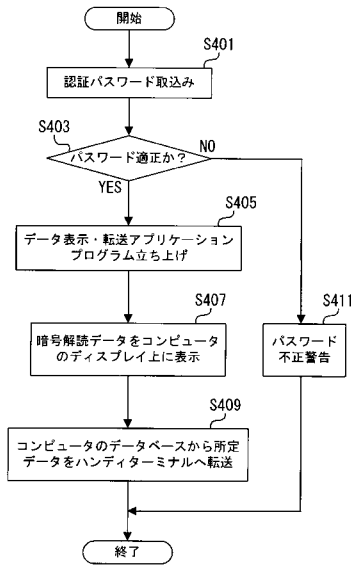 開始
S401
認証パスワード取込み
S403
パスワード適正か?
NO
YES
S405
データ表示・転送アプリケーション
プログラム立ち上げ
S407
暗号解読データをコンピュータ
のディスプレイ上に表示
S411
パスワード
不正警告
S409
コンピュータのデータベースから所定
データをハンディターミナルへ転送
終了